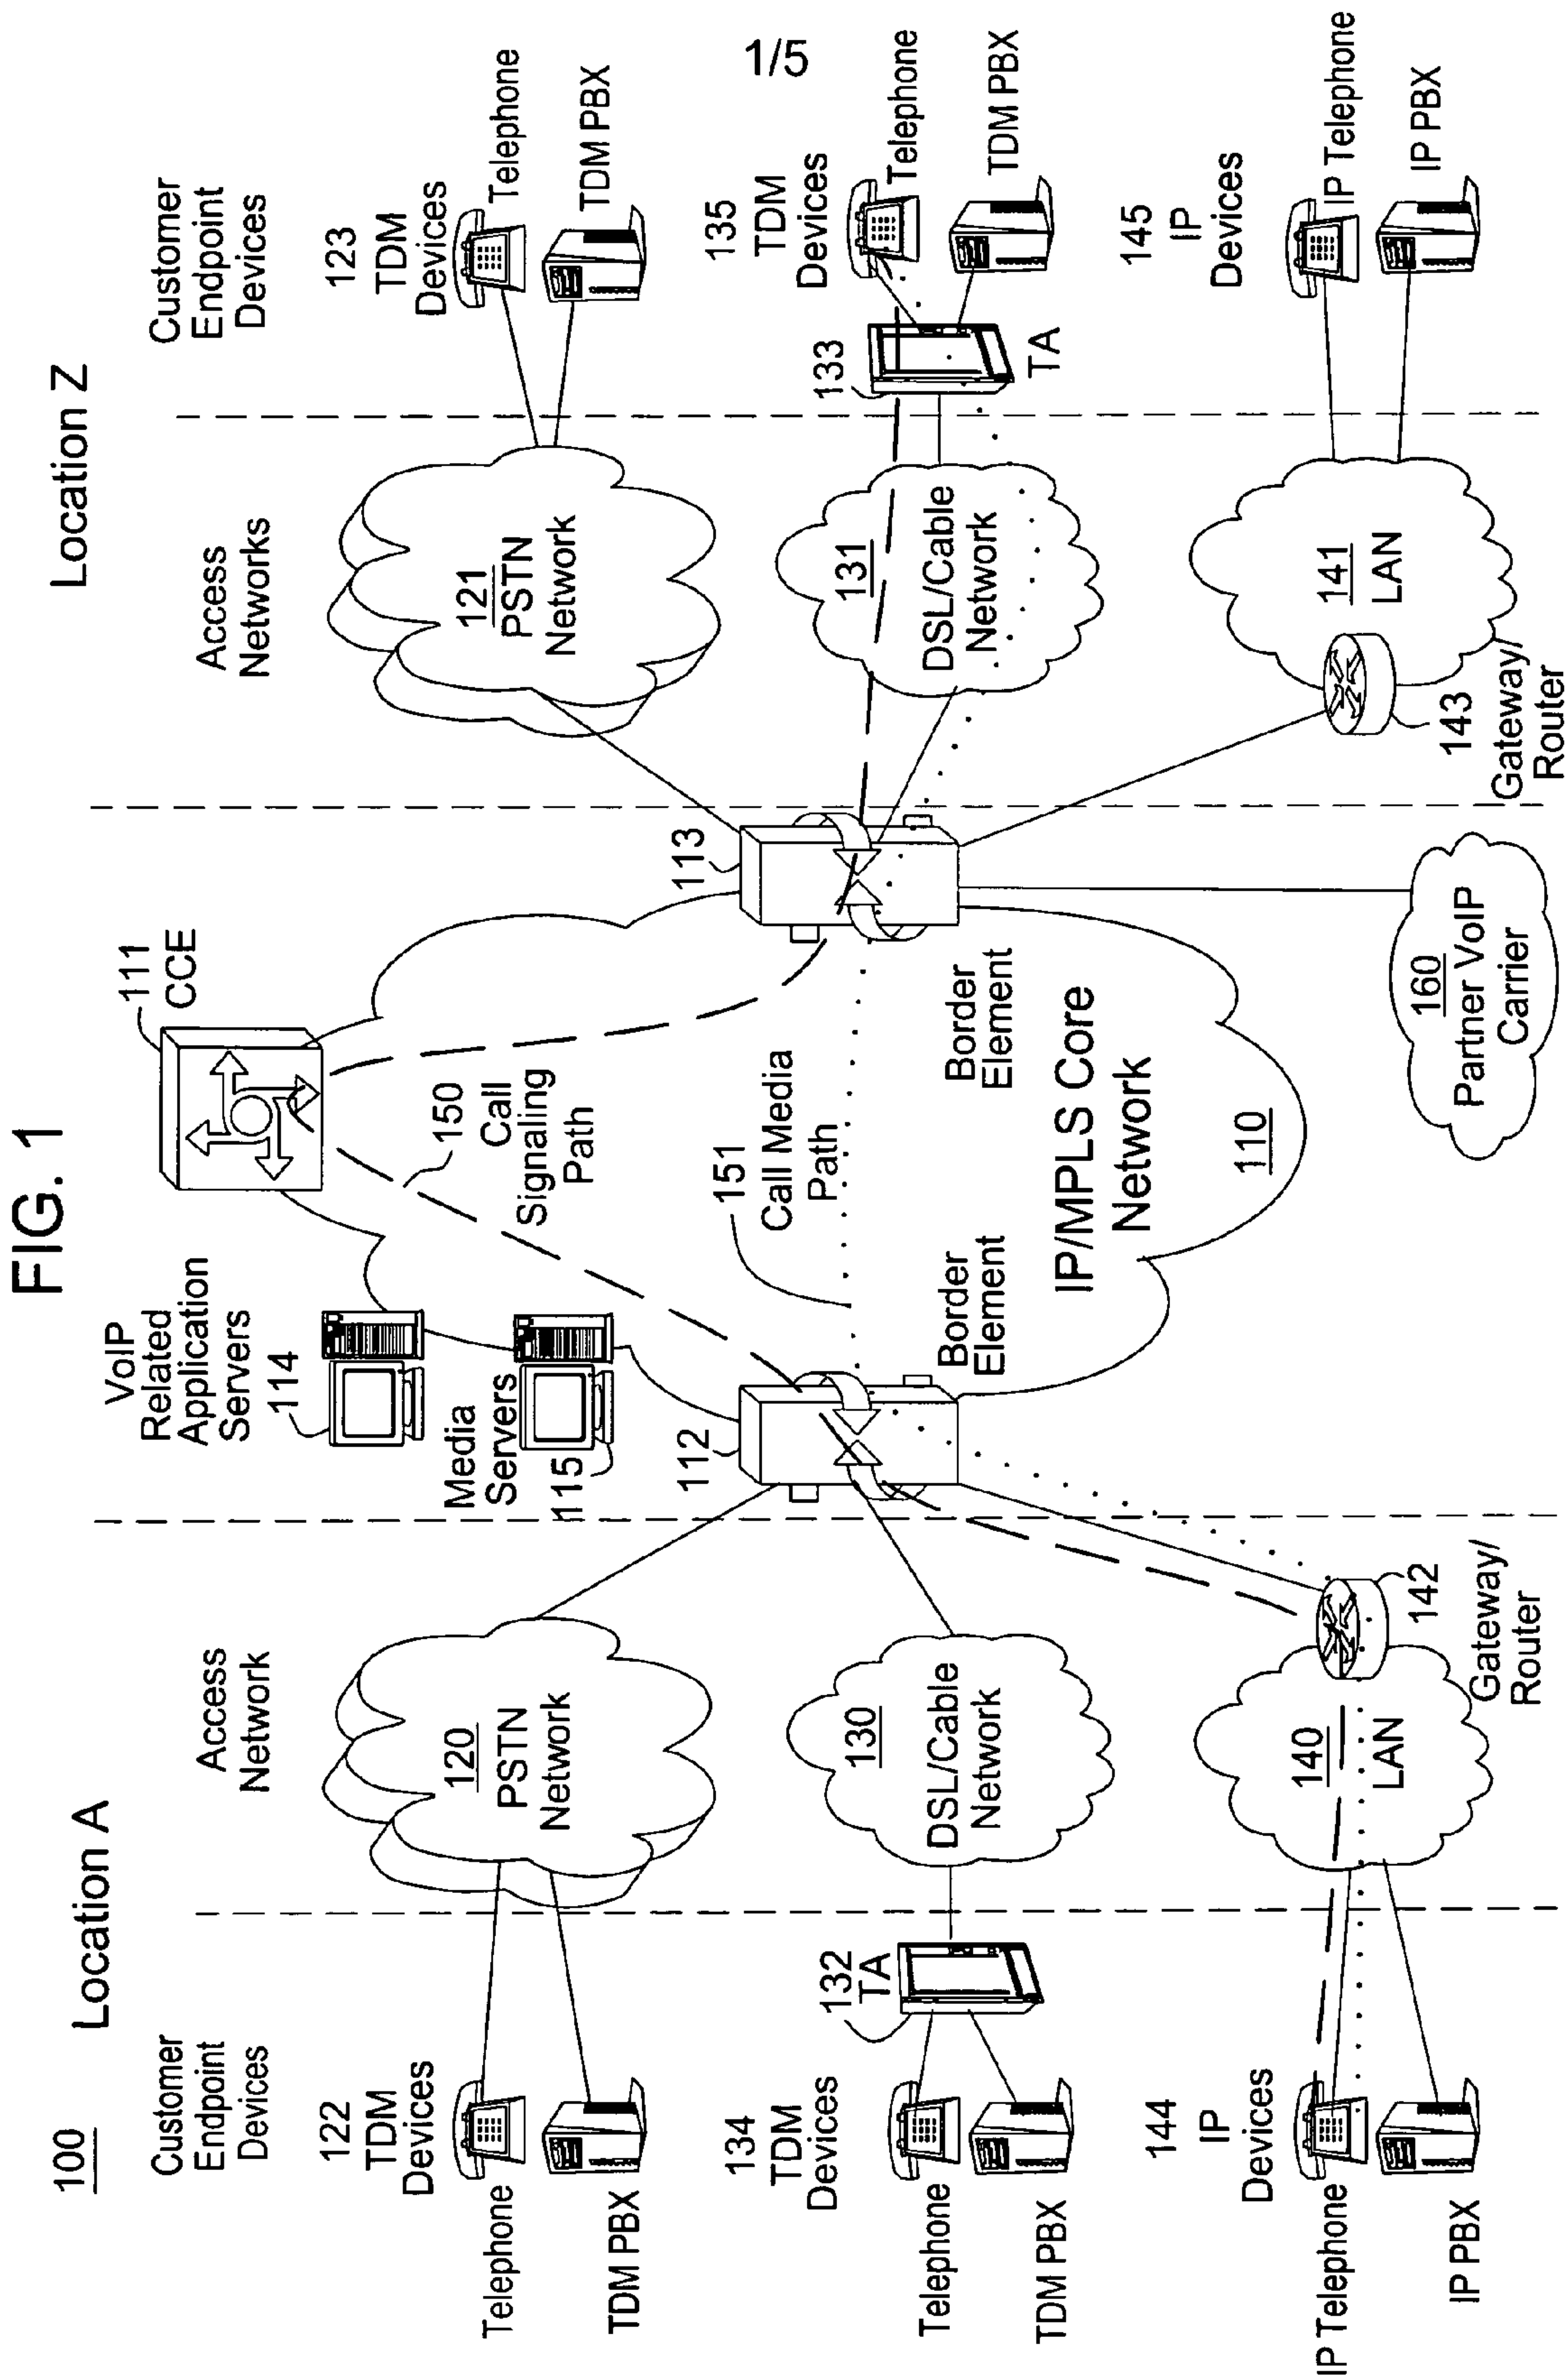 1/5
FIG. 1
100
Location A
Location Z
Customer
Endpoint
Devices
Access
Network
VoIP
Related
Application
Servers
114
111
CCE
Access
Networks
Customer
Endpoint
Devices
122
TDM
Devices
Telephone
TDM PBX
120
PSTN
Network
Media
Servers
115
150
Call
Signaling
Path
121
PSTN
Network
123
TDM
Devices
Telephone
TDM PBX
134
TDM
Devices
Telephone
TDM PBX
132
TA
130
DSL/Cable
Network
112
Border
Element
151
Call Media
Path
113
Border
Element
131
DSL/Cable
Network
133
TA
135
TDM
Devices
Telephone
TDM PBX
IP/MPLS Core
Network
110
144
IP
Devices
IP Telephone
IP PBX
140
LAN
142
Gateway/
Router
160
Partner VoIP
Carrier
143
Gateway/
Router
141
LAN
145
IP
Devices
IP Telephone
IP PBX